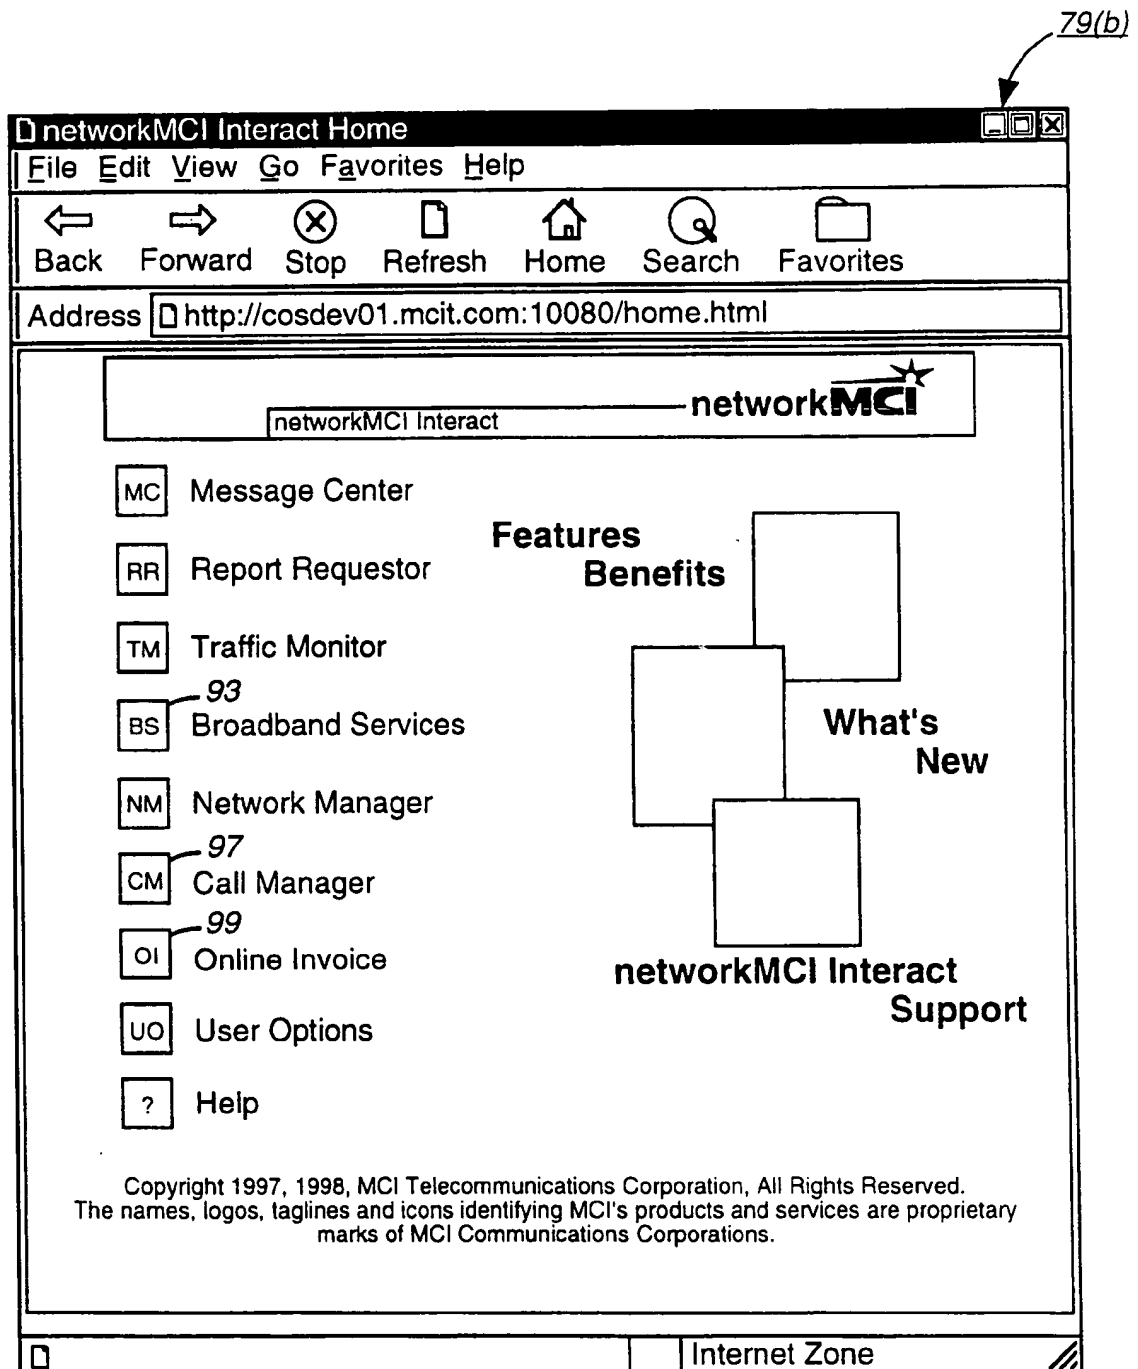 79(b)
networkMCI Interact Home
File Edit View Go Favorites Help
Back Forward Stop Refresh Home Search Favorites
Address http://cosdev01.mcit.com:10080/home.html
networkMCI
networkMCI Interact
MC Message Center
Features
Benefits
RR Report Requestor
TM Traffic Monitor
93
BS Broadband Services
What's
New
NM Network Manager
97
CM Call Manager
99
OI Online Invoice
networkMCI Interact
Support
UO User Options
? Help
Copyright 1997, 1998, MCI Telecommunications Corporation, All Rights Reserved.
The names, logos, taglines and icons identifying MCI's products and services are proprietary
marks of MCI Communications Corporations.
Internet Zone